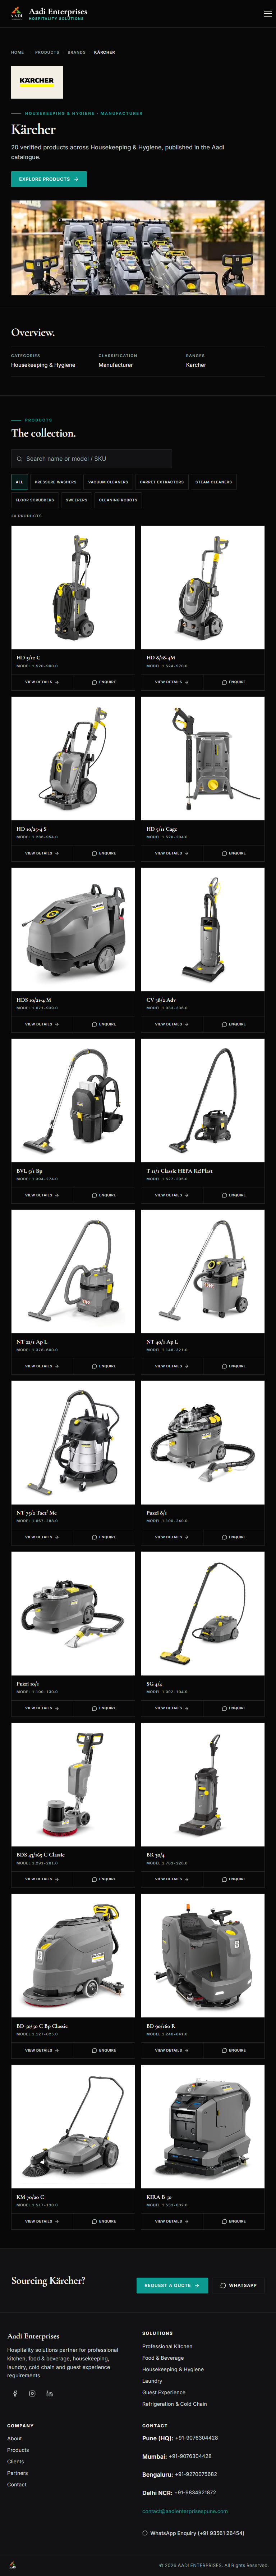 Aadi Enterprises
HOSPITALITY SOLUTIONS
HOME PRODUCTS BRANDS KÄRCHER
KÄRCHER
HOUSEKEEPING & HYGIENE · MANUFACTURER
Kärcher
20 verified products across Housekeeping & Hygiene, published in the Aadi
catalogue.
EXPLORE PRODUCTS
Overview.
CATEGORIES CLASSIFICATION RANGES
Housekeeping & Hygiene Manufacturer Karcher
PRODUCTS
The collection.
Search name or model / SKU
ALL PRESSURE WASHERS VACUUM CLEANERS CARPET EXTRACTORS STEAM CLEANERS
FLOOR SCRUBBERS SWEEPERS CLEANING ROBOTS
20 PRODUCTS
HD 5/12 C HD 8/18-4M
VIEW DETAILS ENQUIRE VIEW DETAILS ENQUIRE
HD 10/25-4 S HD 5/11 Cage
VIEW DETAILS ENQUIRE VIEW DETAILS ENQUIRE
HDS 10/21-4 M CV 38/2 Adv
VIEW DETAILS ENQUIRE VIEW DETAILS ENQUIRE
BVL 5/1 Bp T 11/1 Classic HEPA Re!Plast
VIEW DETAILS ENQUIRE VIEW DETAILS ENQUIRE
NT 22/1 Ap L NT 40/1 Ap L
VIEW DETAILS ENQUIRE VIEW DETAILS ENQUIRE
NT 75/2 Tact² Me Puzzi 8/1
VIEW DETAILS ENQUIRE VIEW DETAILS ENQUIRE
Puzzi 10/1 SG 4/4
VIEW DETAILS ENQUIRE VIEW DETAILS ENQUIRE
BDS 43/165 C Classic BR 30/4
VIEW DETAILS ENQUIRE VIEW DETAILS ENQUIRE
BD 50/50 C Bp Classic BD 90/160 R
VIEW DETAILS ENQUIRE VIEW DETAILS ENQUIRE
KM 70/20 C KIRA B 50
VIEW DETAILS ENQUIRE VIEW DETAILS ENQUIRE
Sourcing Kärcher?
REQUEST A QUOTE WHATSAPP
Aadi Enterprises
Hospitality solutions partner for professional
kitchen, food & beverage, housekeeping,
laundry, cold chain and guest experience
requirements.
SOLUTIONS
Professional Kitchen
Food & Beverage
Housekeeping & Hygiene
Laundry
Guest Experience
Refrigeration & Cold Chain
COMPANY
About
Products
Clients
Partners
Contact
CONTACT
Pune (HQ): +91-9076304428
Mumbai: +91-9076304428
Bengaluru: +91-9270075682
Delhi NCR: +91-9834921872
contact@aadienterprisespune.com
WhatsApp Enquiry (+91 93561 26454)
© 2026 AADI ENTERPRISES. All Rights Reserved.